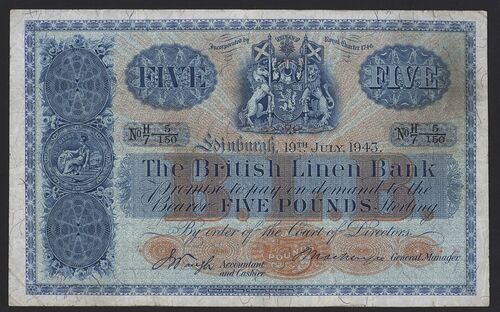 Incorporated by Royal Charter 1746
FIVE FIVE
No H/7 5/150 No H/7 5/150
Edinburgh, 19TH JULY, 1943.
The British Linen Bank
Promise to pay on demand to the
Bearer FIVE POUNDS Sterling
By order of the Court of Directors.
Accountant and Cashier.
Mackenzie General Manager